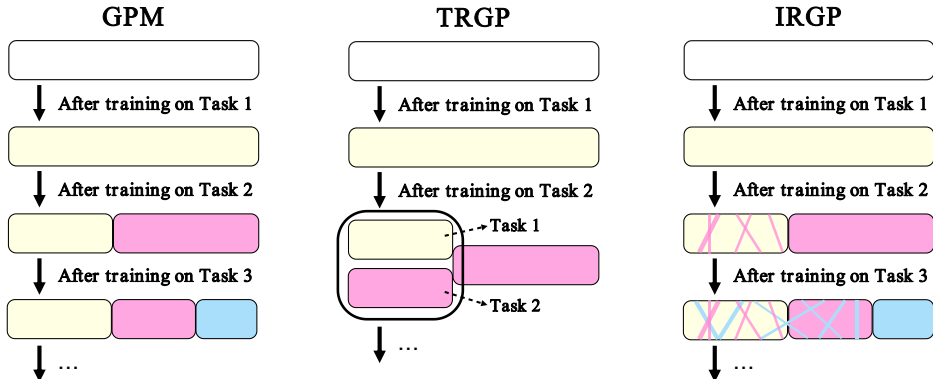 GPM
After training on Task 1
After training on Task 2
After training on Task 3
...
TRGP
After training on Task 1
After training on Task 2
Task 1
Task 2
...
IRGP
After training on Task 1
After training on Task 2
After training on Task 3
...